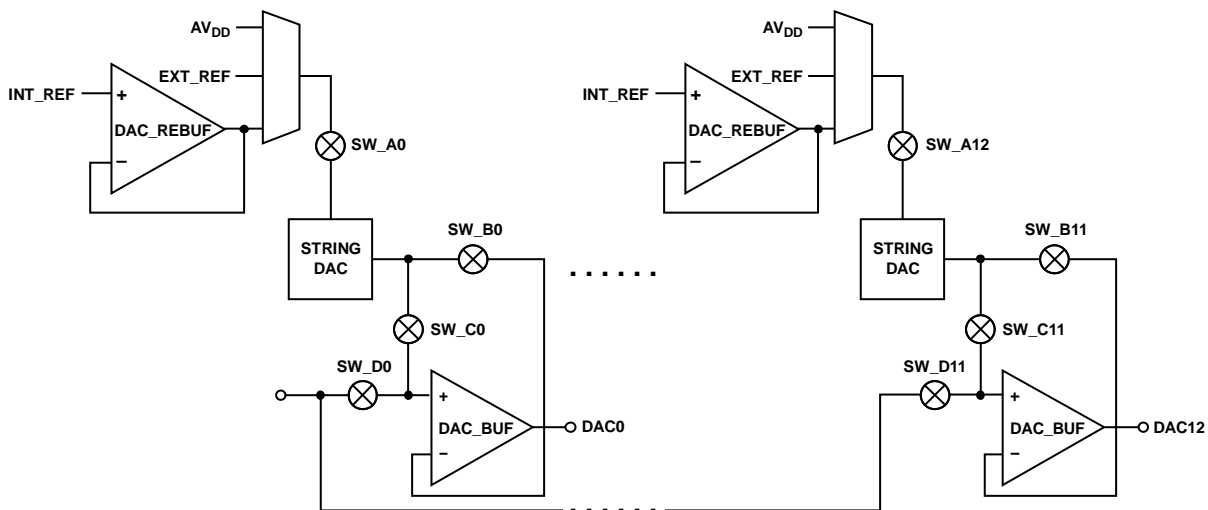 AVDD
EXT_REF
INT_REF
+
DAC_REBUF
−
SW_A0
STRING
DAC
SW_B0
SW_C0
SW_D0
+
DAC_BUF
−
DAC0
......
......
AVDD
EXT_REF
INT_REF
+
DAC_REBUF
−
SW_A12
STRING
DAC
SW_B11
SW_C11
SW_D11
+
DAC_BUF
−
DAC12